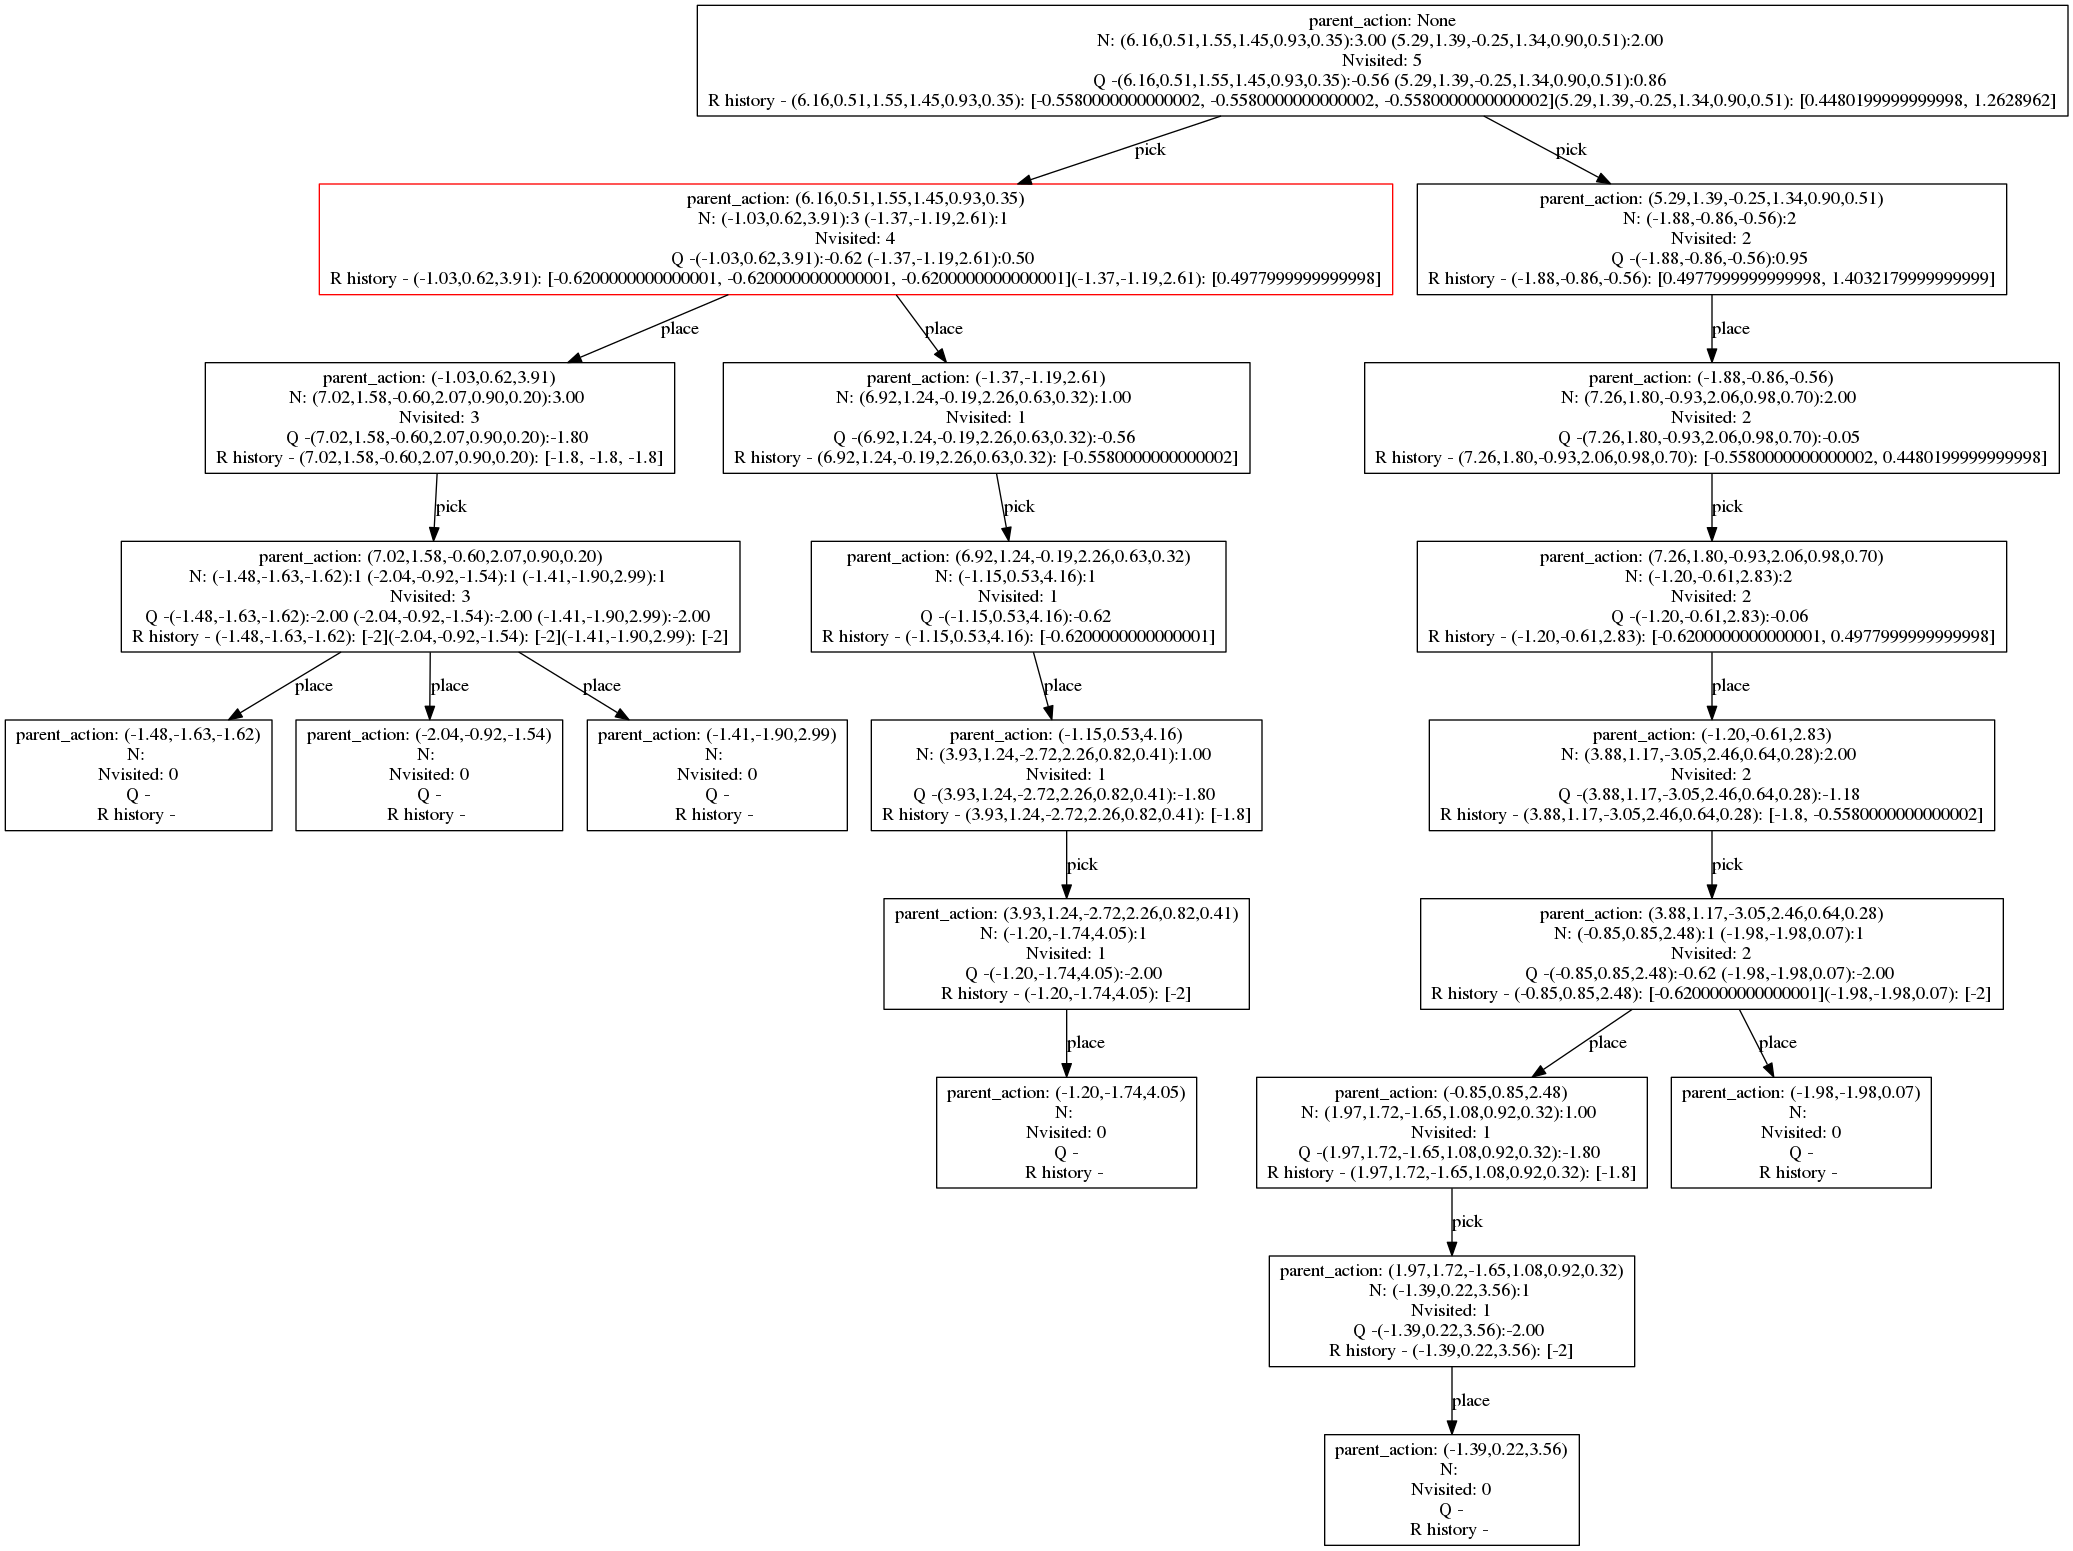 parent_action: None
N: (6.16,0.51,1.55,1.45,0.93,0.35):3.00 (5.29,1.39,-0.25,1.34,0.90,0.51):2.00
Nvisited: 5
Q -(6.16,0.51,1.55,1.45,0.93,0.35):-0.56 (5.29,1.39,-0.25,1.34,0.90,0.51):0.86
R history - (6.16,0.51,1.55,1.45,0.93,0.35): [-0.5580000000000002, -0.5580000000000002, -0.5580000000000002](5.29,1.39,-0.25,1.34,0.90,0.51): [0.4480199999999998, 1.2628962]
pick
pick
parent_action: (6.16,0.51,1.55,1.45,0.93,0.35)
N: (-1.03,0.62,3.91):3 (-1.37,-1.19,2.61):1
Nvisited: 4
Q -(-1.03,0.62,3.91):-0.62 (-1.37,-1.19,2.61):0.50
R history - (-1.03,0.62,3.91): [-0.6200000000000001, -0.6200000000000001, -0.6200000000000001](-1.37,-1.19,2.61): [0.4977999999999998]
parent_action: (5.29,1.39,-0.25,1.34,0.90,0.51)
N: (-1.88,-0.86,-0.56):2
Nvisited: 2
Q -(-1.88,-0.86,-0.56):0.95
R history - (-1.88,-0.86,-0.56): [0.4977999999999998, 1.4032179999999999]
place
place
place
parent_action: (-1.03,0.62,3.91)
N: (7.02,1.58,-0.60,2.07,0.90,0.20):3.00
Nvisited: 3
Q -(7.02,1.58,-0.60,2.07,0.90,0.20):-1.80
R history - (7.02,1.58,-0.60,2.07,0.90,0.20): [-1.8, -1.8, -1.8]
parent_action: (-1.37,-1.19,2.61)
N: (6.92,1.24,-0.19,2.26,0.63,0.32):1.00
Nvisited: 1
Q -(6.92,1.24,-0.19,2.26,0.63,0.32):-0.56
R history - (6.92,1.24,-0.19,2.26,0.63,0.32): [-0.5580000000000002]
parent_action: (-1.88,-0.86,-0.56)
N: (7.26,1.80,-0.93,2.06,0.98,0.70):2.00
Nvisited: 2
Q -(7.26,1.80,-0.93,2.06,0.98,0.70):-0.05
R history - (7.26,1.80,-0.93,2.06,0.98,0.70): [-0.5580000000000002, 0.4480199999999998]
pick
pick
pick
parent_action: (7.02,1.58,-0.60,2.07,0.90,0.20)
N: (-1.48,-1.63,-1.62):1 (-2.04,-0.92,-1.54):1 (-1.41,-1.90,2.99):1
Nvisited: 3
Q -(-1.48,-1.63,-1.62):-2.00 (-2.04,-0.92,-1.54):-2.00 (-1.41,-1.90,2.99):-2.00
R history - (-1.48,-1.63,-1.62): [-2](-2.04,-0.92,-1.54): [-2](-1.41,-1.90,2.99): [-2]
parent_action: (6.92,1.24,-0.19,2.26,0.63,0.32)
N: (-1.15,0.53,4.16):1
Nvisited: 1
Q -(-1.15,0.53,4.16):-0.62
R history - (-1.15,0.53,4.16): [-0.6200000000000001]
parent_action: (7.26,1.80,-0.93,2.06,0.98,0.70)
N: (-1.20,-0.61,2.83):2
Nvisited: 2
Q -(-1.20,-0.61,2.83):-0.06
R history - (-1.20,-0.61,2.83): [-0.6200000000000001, 0.4977999999999998]
place
place
place
place
place
parent_action: (-1.48,-1.63,-1.62)
N:
Nvisited: 0
Q -
R history -
parent_action: (-2.04,-0.92,-1.54)
N:
Nvisited: 0
Q -
R history -
parent_action: (-1.41,-1.90,2.99)
N:
Nvisited: 0
Q -
R history -
parent_action: (-1.15,0.53,4.16)
N: (3.93,1.24,-2.72,2.26,0.82,0.41):1.00
Nvisited: 1
Q -(3.93,1.24,-2.72,2.26,0.82,0.41):-1.80
R history - (3.93,1.24,-2.72,2.26,0.82,0.41): [-1.8]
parent_action: (-1.20,-0.61,2.83)
N: (3.88,1.17,-3.05,2.46,0.64,0.28):2.00
Nvisited: 2
Q -(3.88,1.17,-3.05,2.46,0.64,0.28):-1.18
R history - (3.88,1.17,-3.05,2.46,0.64,0.28): [-1.8, -0.5580000000000002]
pick
pick
parent_action: (3.93,1.24,-2.72,2.26,0.82,0.41)
N: (-1.20,-1.74,4.05):1
Nvisited: 1
Q -(-1.20,-1.74,4.05):-2.00
R history - (-1.20,-1.74,4.05): [-2]
parent_action: (3.88,1.17,-3.05,2.46,0.64,0.28)
N: (-0.85,0.85,2.48):1 (-1.98,-1.98,0.07):1
Nvisited: 2
Q -(-0.85,0.85,2.48):-0.62 (-1.98,-1.98,0.07):-2.00
R history - (-0.85,0.85,2.48): [-0.6200000000000001](-1.98,-1.98,0.07): [-2]
place
place
place
parent_action: (-1.20,-1.74,4.05)
N:
Nvisited: 0
Q -
R history -
parent_action: (-0.85,0.85,2.48)
N: (1.97,1.72,-1.65,1.08,0.92,0.32):1.00
Nvisited: 1
Q -(1.97,1.72,-1.65,1.08,0.92,0.32):-1.80
R history - (1.97,1.72,-1.65,1.08,0.92,0.32): [-1.8]
parent_action: (-1.98,-1.98,0.07)
N:
Nvisited: 0
Q -
R history -
pick
parent_action: (1.97,1.72,-1.65,1.08,0.92,0.32)
N: (-1.39,0.22,3.56):1
Nvisited: 1
Q -(-1.39,0.22,3.56):-2.00
R history - (-1.39,0.22,3.56): [-2]
place
parent_action: (-1.39,0.22,3.56)
N:
Nvisited: 0
Q -
R history -